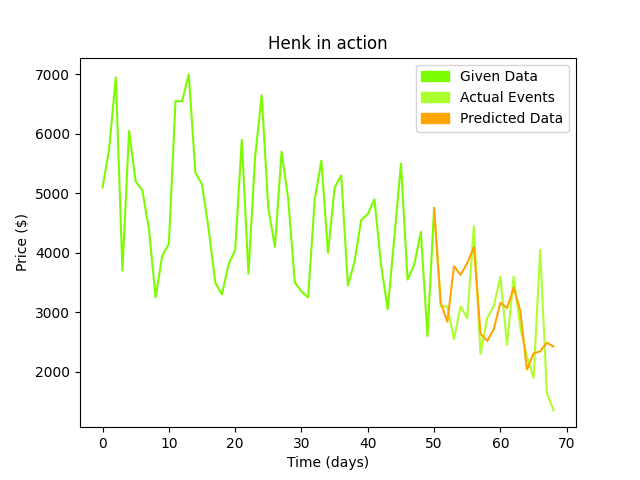 Henk in action
Given Data
Actual Events
Predicted Data
Price ($)
7000
6000
5000
4000
3000
2000
0 10 20 30 40 50 60 70
Time (days)